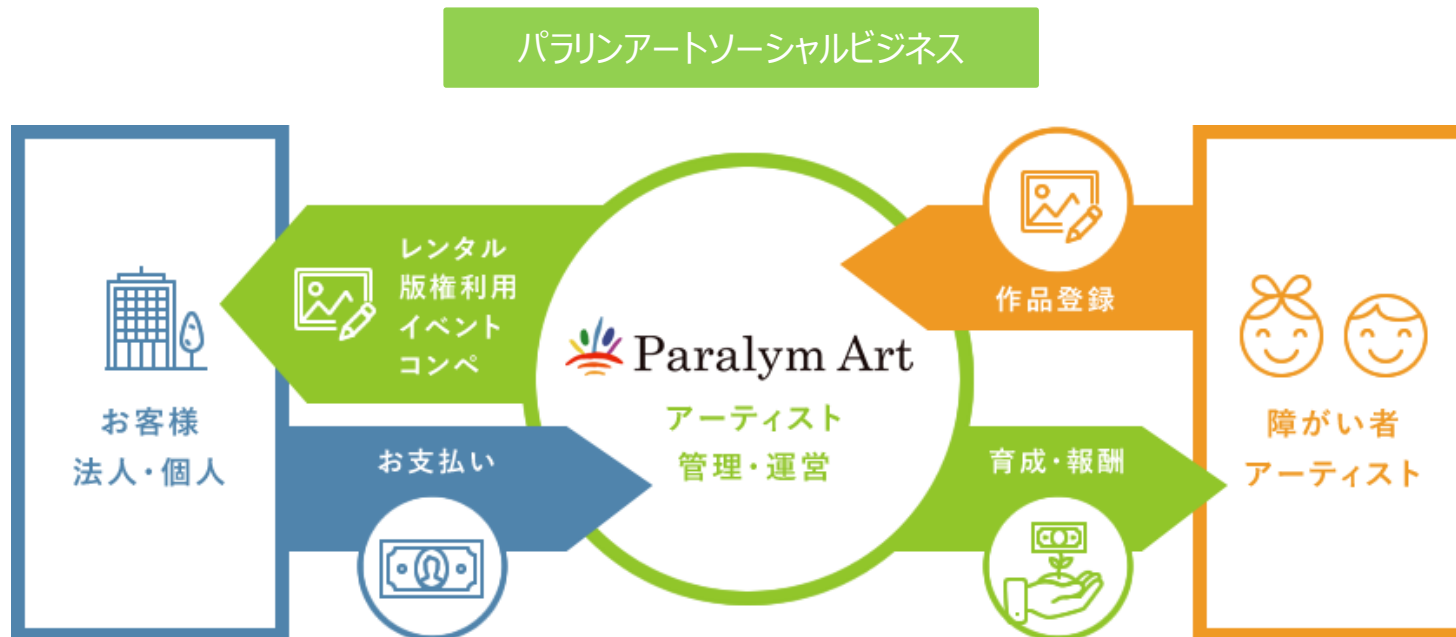 パラリンアートソーシャルビジネス
お客様
法人・個人
レンタル
版権利用
イベント
コンペ
お支払い
Paralym Art
アーティスト
管理・運営
作品登録
育成・報酬
障がい者
アーティスト